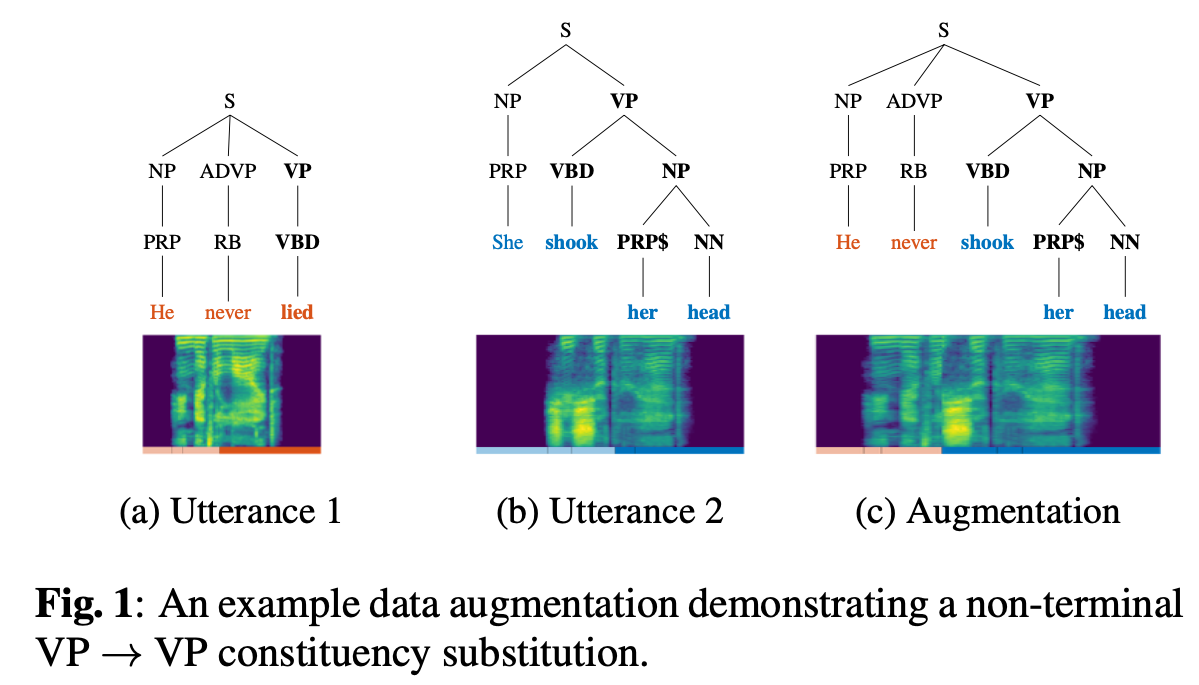 S
NP ADVP VP
PRP RB VBD
He never lied
(a) Utterance 1
S
NP VP
PRP VBD NP
She shook PRP$ NN
her head
(b) Utterance 2
S
NP ADVP VP
PRP RB VBD NP
He never shook PRP$ NN
her head
(c) Augmentation
Fig. 1: An example data augmentation demonstrating a non-terminal
VP → VP constituency substitution.